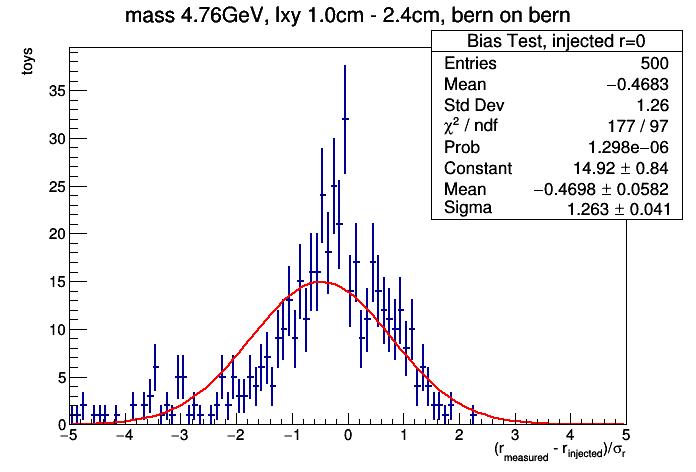 mass 4.76GeV, lxy 1.0cm - 2.4cm, bern on bern
toys
Bias Test, injected r=0
Entries 500
Mean −0.4683
Std Dev 1.26
χ² / ndf 177 / 97
Prob 1.298e−06
Constant 14.92 ± 0.84
Mean −0.4698 ± 0.0582
Sigma 1.263 ± 0.041
35
30
25
20
15
10
5
0
−5 −4 −3 −2 −1 0 1 2 3 4 5
(r_measured - r_injected)/σ_r